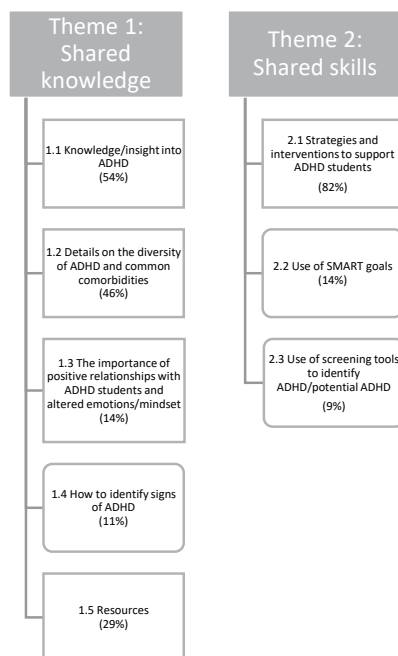 Theme 1:
Shared
knowledge
1.1 Knowledge/insight into
ADHD
(54%)
1.2 Details on the diversity
of ADHD and common
comorbidities
(46%)
1.3 The importance of
positive relationships with
ADHD students and
altered emotions/mindset
(14%)
1.4 How to identify signs
of ADHD
(11%)
1.5 Resources
(29%)
Theme 2:
Shared skills
2.1 Strategies and
interventions to support
ADHD students
(82%)
2.2 Use of SMART goals
(14%)
2.3 Use of screening tools
to identify
ADHD/potential ADHD
(9%)